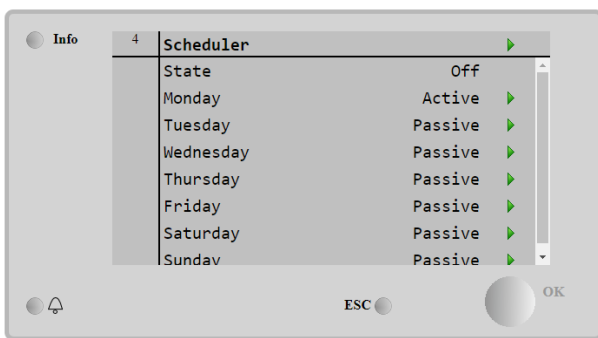 Info
4 Scheduler
State Off
Monday Active
Tuesday Passive
Wednesday Passive
Thursday Passive
Friday Passive
Saturday Passive
Sunday Passive
ESC
OK